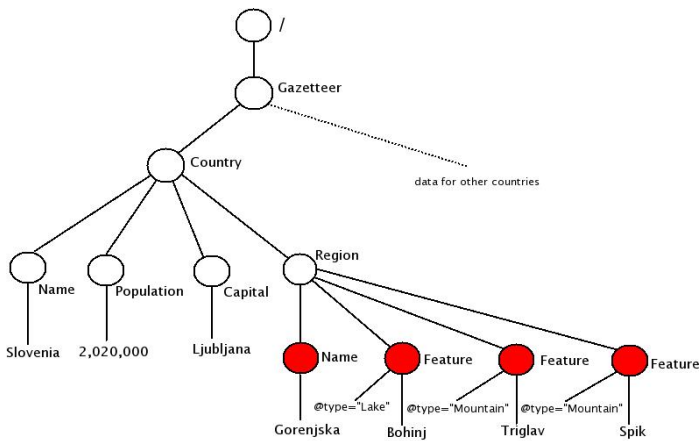 /
Gazetteer
Country
data for other countries
Region
Name
Population
Capital
Slovenia
2,020,000
Ljubljana
Name
Feature
Feature
Feature
@type="Lake"
@type="Mountain"
@type="Mountain"
Gorenjska
Bohinj
Triglav
Spik